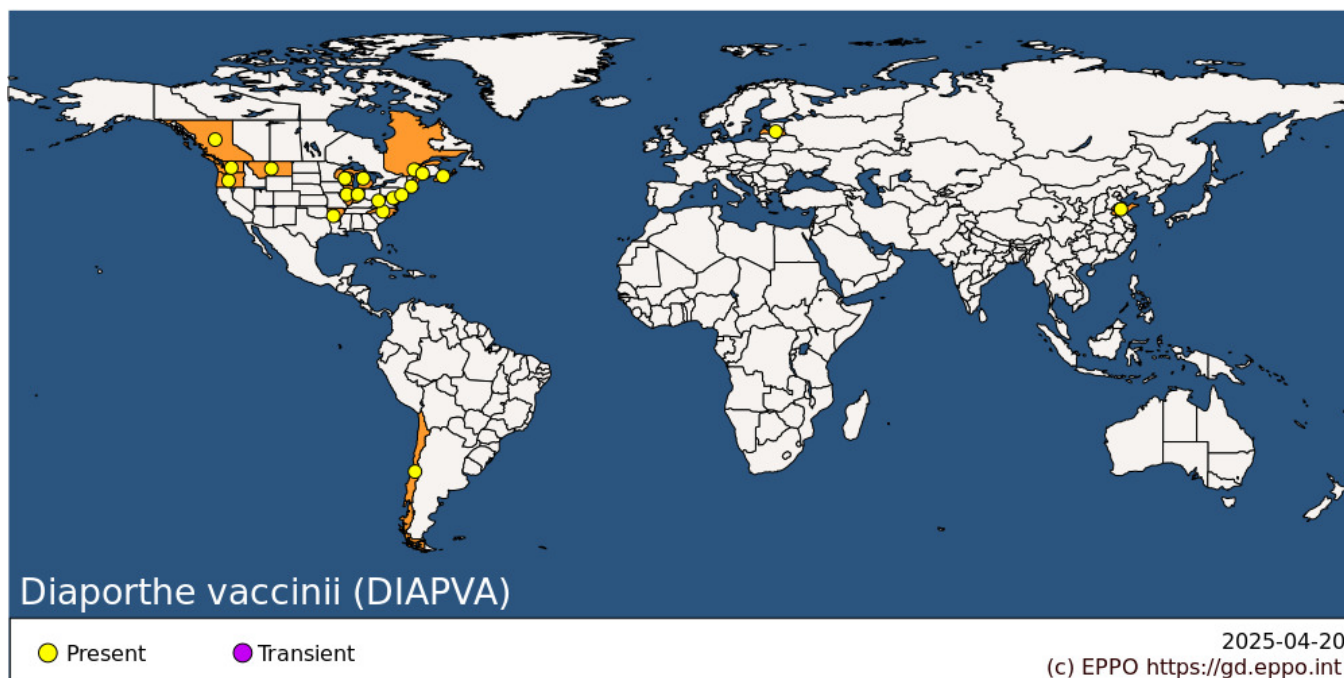 Diaporthe vaccinii (DIAPVA)
Present
Transient
2025-04-20
(c) EPPO https://gd.eppo.int